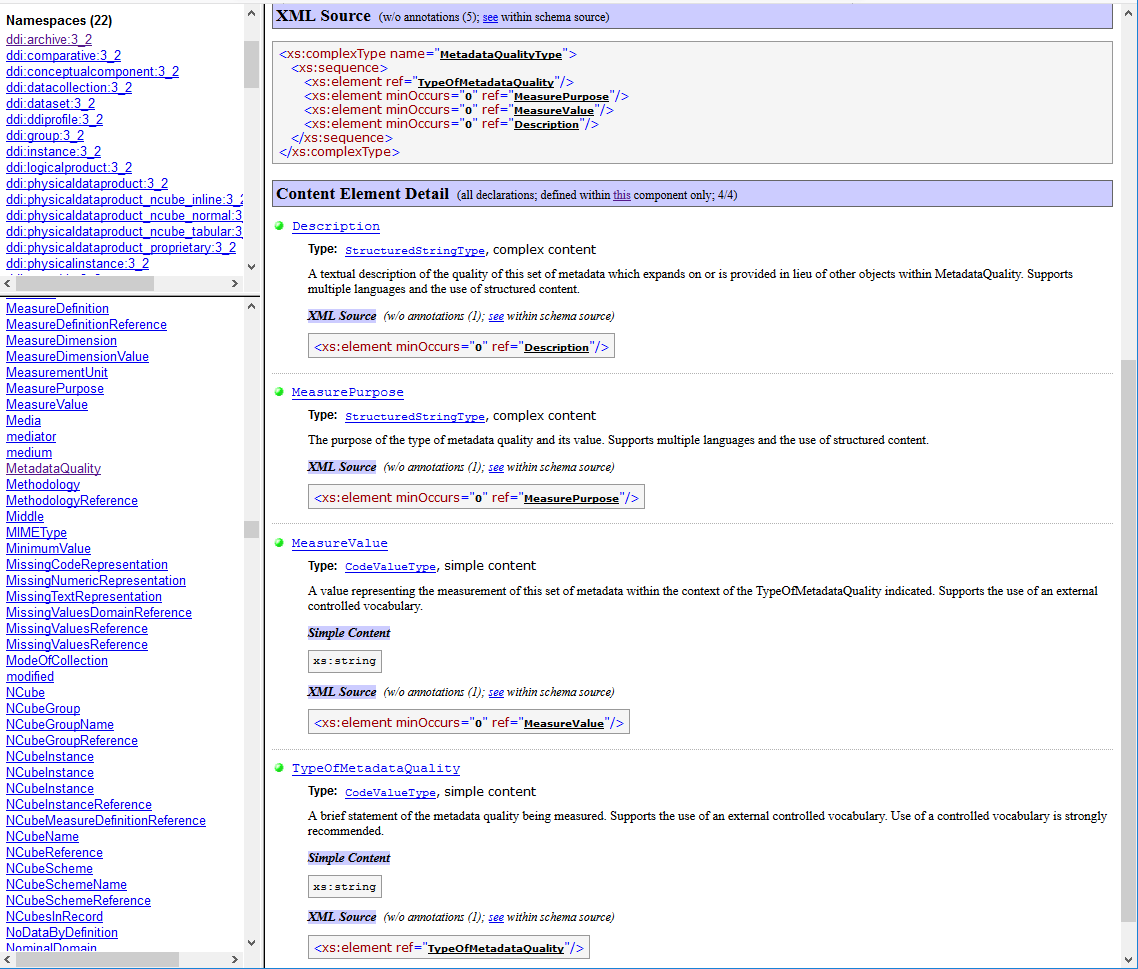 Namespaces (22)
ddi:archive:3_2
ddi:comparative:3_2
ddi:conceptualcomponent:3_2
ddi:datacollection:3_2
ddi:dataset:3_2
ddi:ddiprofile:3_2
ddi:group:3_2
ddi:instance:3_2
ddi:logicalproduct:3_2
ddi:physicaldataproduct:3_2
ddi:physicaldataproduct_ncube_inline:3_2
ddi:physicaldataproduct_ncube_normal:3
ddi:physicaldataproduct_ncube_tabular:3
ddi:physicaldataproduct_proprietary:3_2
ddi:physicalinstance:3_2
MeasureDefinition
MeasureDefinitionReference
MeasureDimension
MeasureDimensionValue
MeasurementUnit
MeasurePurpose
MeasureValue
Media
mediator
medium
MetadataQuality
Methodology
MethodologyReference
Middle
MIMEType
MinimumValue
MissingCodeRepresentation
MissingNumericRepresentation
MissingTextRepresentation
MissingValuesDomainReference
MissingValuesReference
MissingValuesReference
ModeOfCollection
modified
NCube
NCubeGroup
NCubeGroupName
NCubeGroupReference
NCubeInstance
NCubeInstance
NCubeInstance
NCubeInstanceReference
NCubeMeasureDefinitionReference
NCubeName
NCubeReference
NCubeScheme
NCubeSchemeName
NCubeSchemeReference
NCubesInRecord
NoDataByDefinition
NominalDomain
XML Source (w/o annotations (5); see within schema source)
<xs:complexType name="MetadataQualityType">
<xs:sequence>
<xs:element ref="TypeOfMetadataQuality"/>
<xs:element minOccurs="0" ref="MeasurePurpose"/>
<xs:element minOccurs="0" ref="MeasureValue"/>
<xs:element minOccurs="0" ref="Description"/>
</xs:sequence>
</xs:complexType>
Content Element Detail (all declarations; defined within this component only; 4/4)
Description
Type: StructuredStringType, complex content
A textual description of the quality of this set of metadata which expands on or is provided in lieu of other objects within MetadataQuality. Supports
multiple languages and the use of structured content.
XML Source (w/o annotations (1); see within schema source)
<xs:element minOccurs="0" ref="Description"/>
MeasurePurpose
Type: StructuredStringType, complex content
The purpose of the type of metadata quality and its value. Supports multiple languages and the use of structured content.
XML Source (w/o annotations (1); see within schema source)
<xs:element minOccurs="0" ref="MeasurePurpose"/>
MeasureValue
Type: CodeValueType, simple content
A value representing the measurement of this set of metadata within the context of the TypeOfMetadataQuality indicated. Supports the use of an external
controlled vocabulary.
Simple Content
xs:string
XML Source (w/o annotations (1); see within schema source)
<xs:element minOccurs="0" ref="MeasureValue"/>
TypeOfMetadataQuality
Type: CodeValueType, simple content
A brief statement of the metadata quality being measured. Supports the use of an external controlled vocabulary. Use of a controlled vocabulary is strongly
recommended.
Simple Content
xs:string
XML Source (w/o annotations (1); see within schema source)
<xs:element ref="TypeOfMetadataQuality"/>